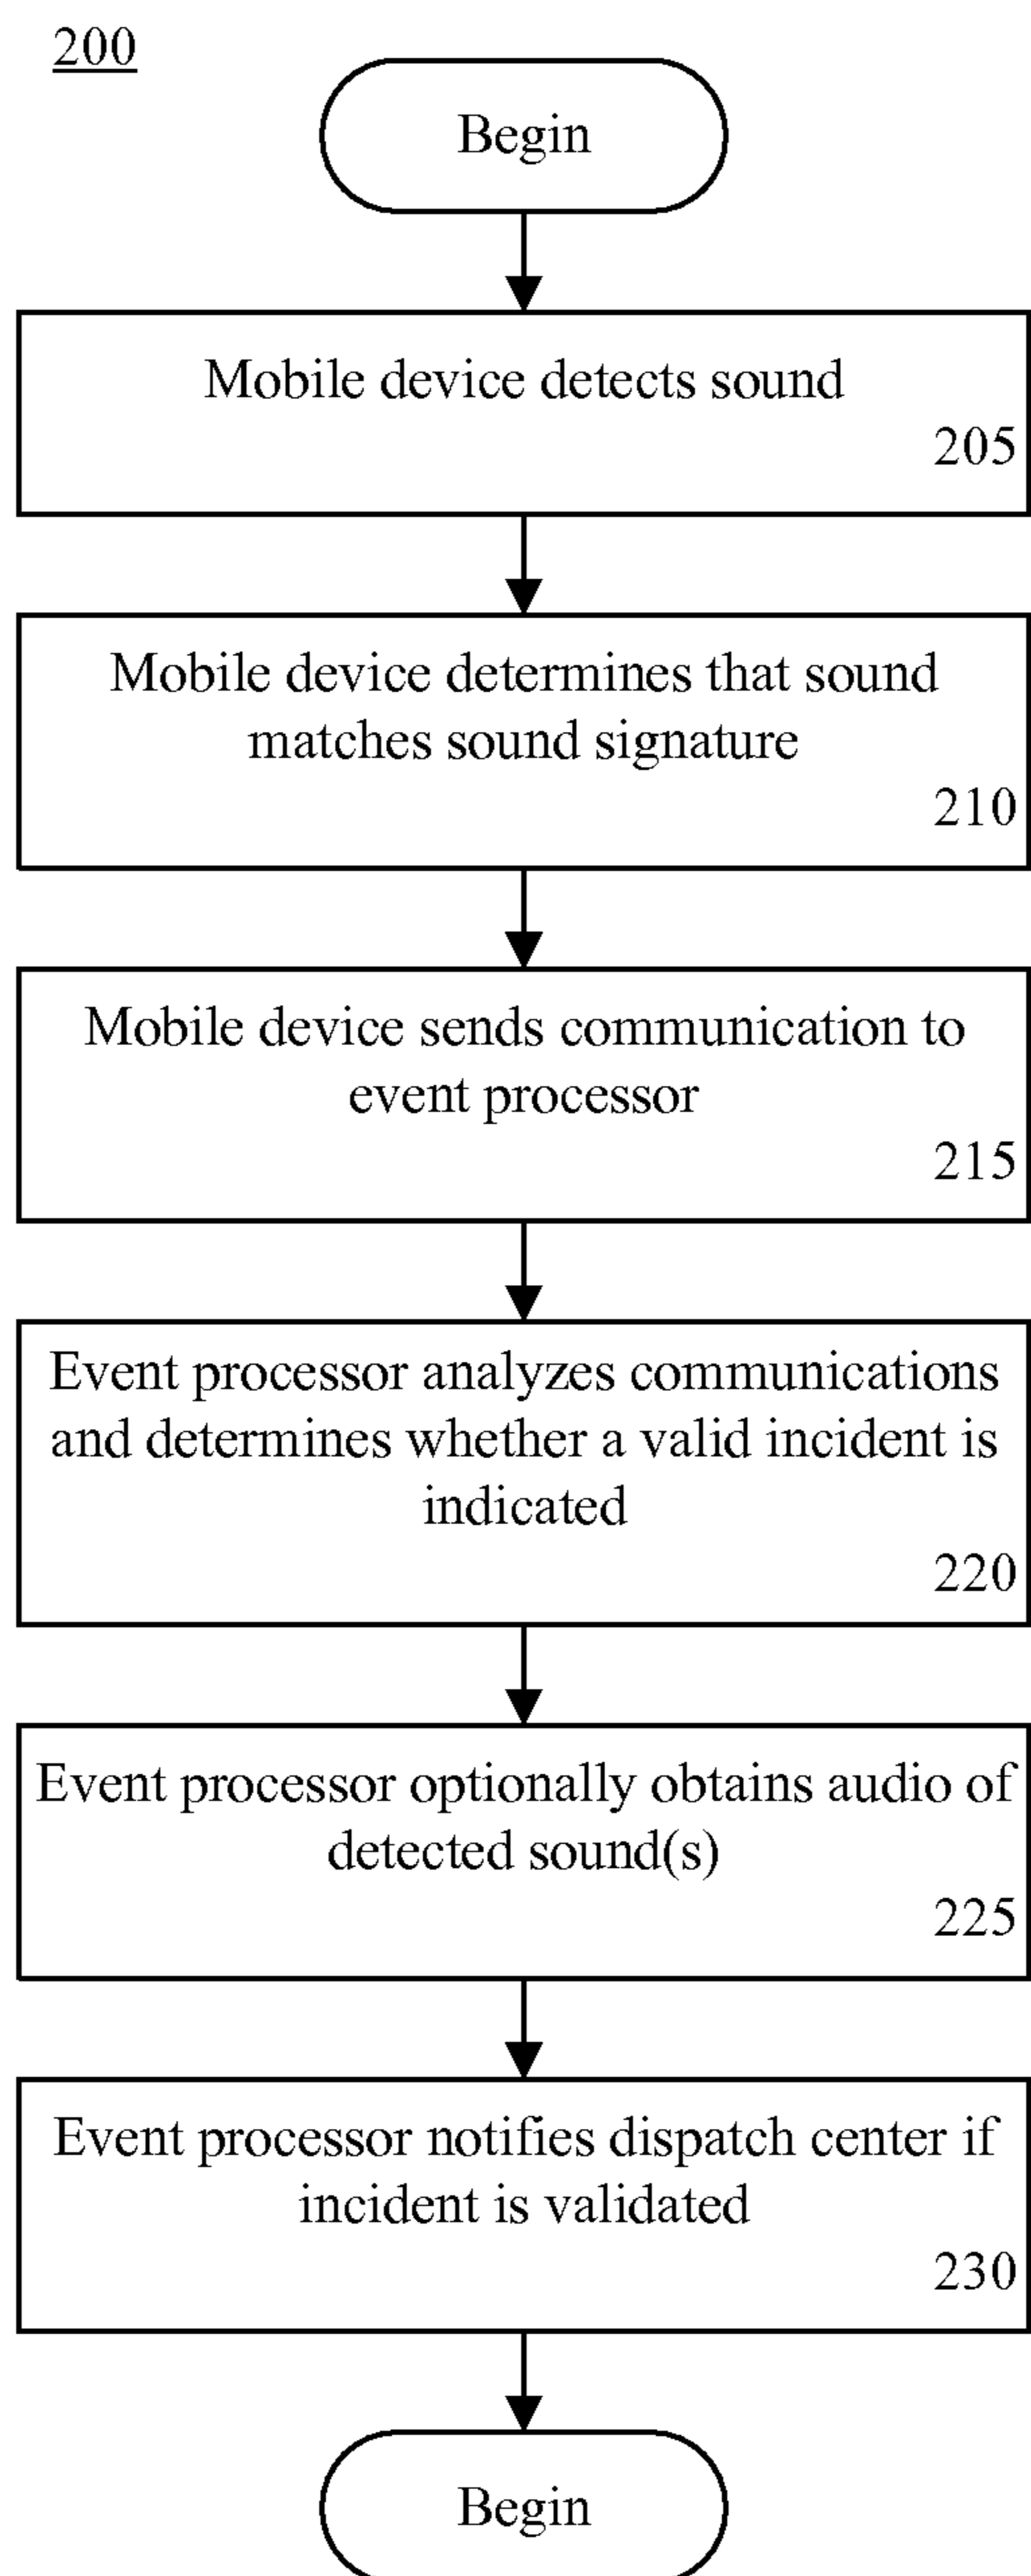 200
Begin
Mobile device detects sound
205
Mobile device determines that sound
matches sound signature
210
Mobile device sends communication to
event processor
215
Event processor analyzes communications
and determines whether a valid incident is
indicated
220
Event processor optionally obtains audio of
detected sound(s)
225
Event processor notifies dispatch center if
incident is validated
230
Begin